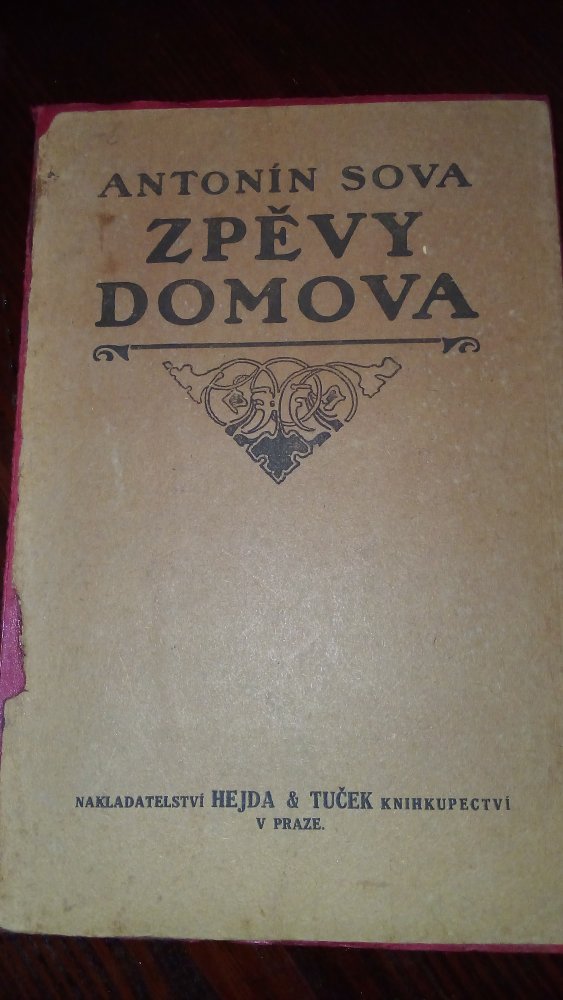 ANTONÍN SOVA
ZPĚVY
DOMOVA
NAKLADATELSTVÍ HEJDA & TUČEK KNIHKUPECTVÍ
V PRAZE.